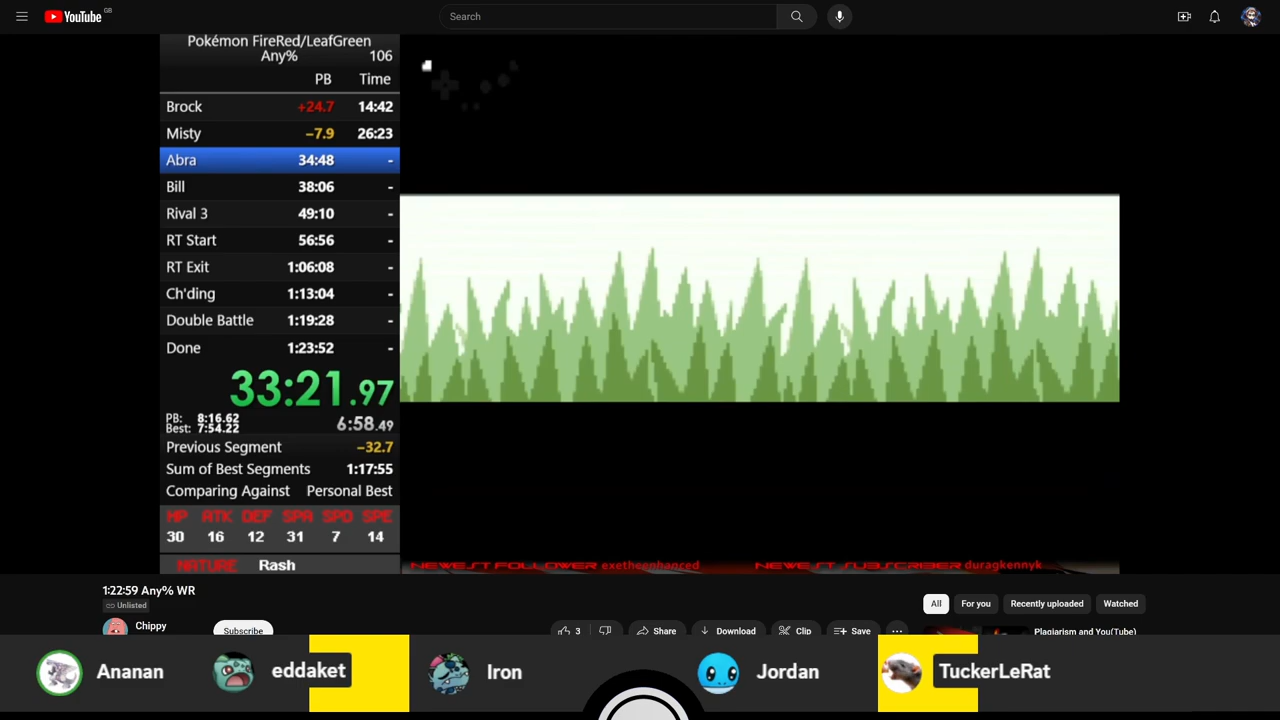 YouTube GB
Search
Pokémon FireRed/LeafGreen
Any% 106
PB Time
Brock +24.7 14:42
Misty −7.9 26:23
Abra 34:48 -
Bill 38:06 -
Rival 3 49:10 -
RT Start 56:56 -
RT Exit 1:06:08 -
Ch'ding 1:13:04 -
Double Battle 1:19:28 -
Done 1:23:52 -
33:21.97
PB: 8:16.62
Best: 7:54.22 6:58.49
Previous Segment −32.7
Sum of Best Segments 1:17:55
Comparing Against Personal Best
HP ATK DEF SPA SPD SPE
30 16 12 31 7 14
NATURE Rash
NEWEST FOLLOWER exetheenhanced NEWEST SUBSCRIBER duragkennyk
1:22:59 Any% WR
Unlisted
All For you Recently uploaded Watched
Chippy
Subscribe
3 Share Download Clip Save ...
Plagiarism and You(Tube)
Ananan eddaket Iron Jordan TuckerLeRat